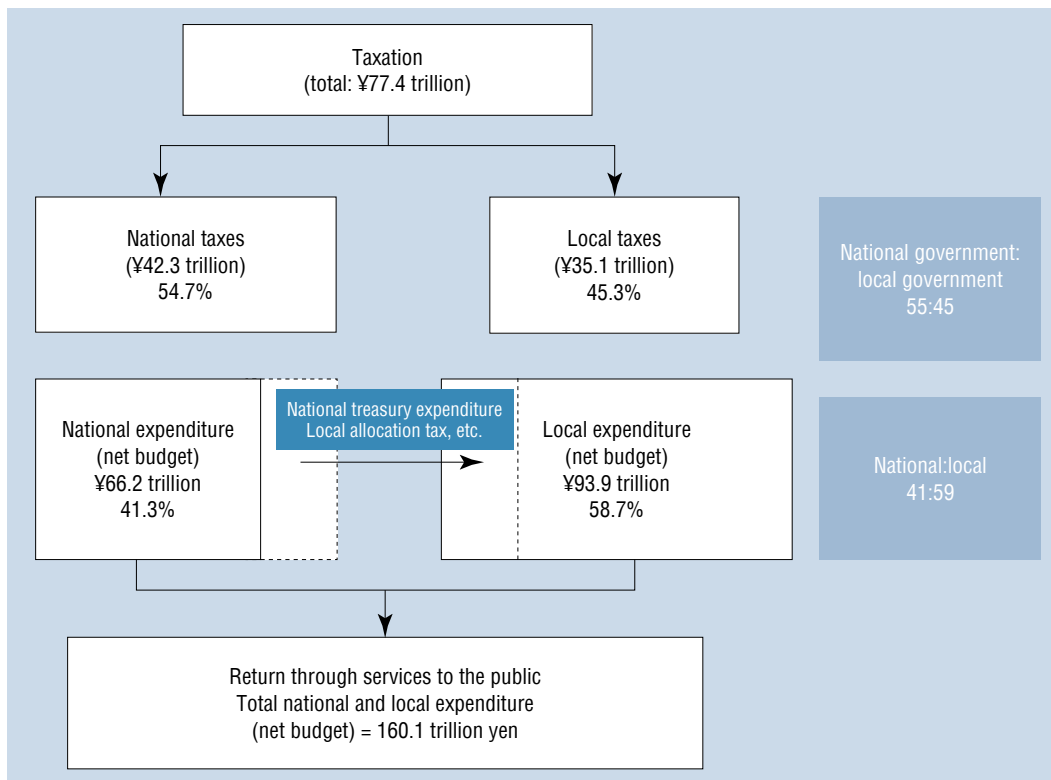 Taxation
(total: ¥77.4 trillion)
National taxes
(¥42.3 trillion)
54.7%
Local taxes
(¥35.1 trillion)
45.3%
National government:
local government
55:45
National expenditure
(net budget)
¥66.2 trillion
41.3%
National treasury expenditure
Local allocation tax, etc.
Local expenditure
(net budget)
¥93.9 trillion
58.7%
National:local
41:59
Return through services to the public
Total national and local expenditure
(net budget) = 160.1 trillion yen